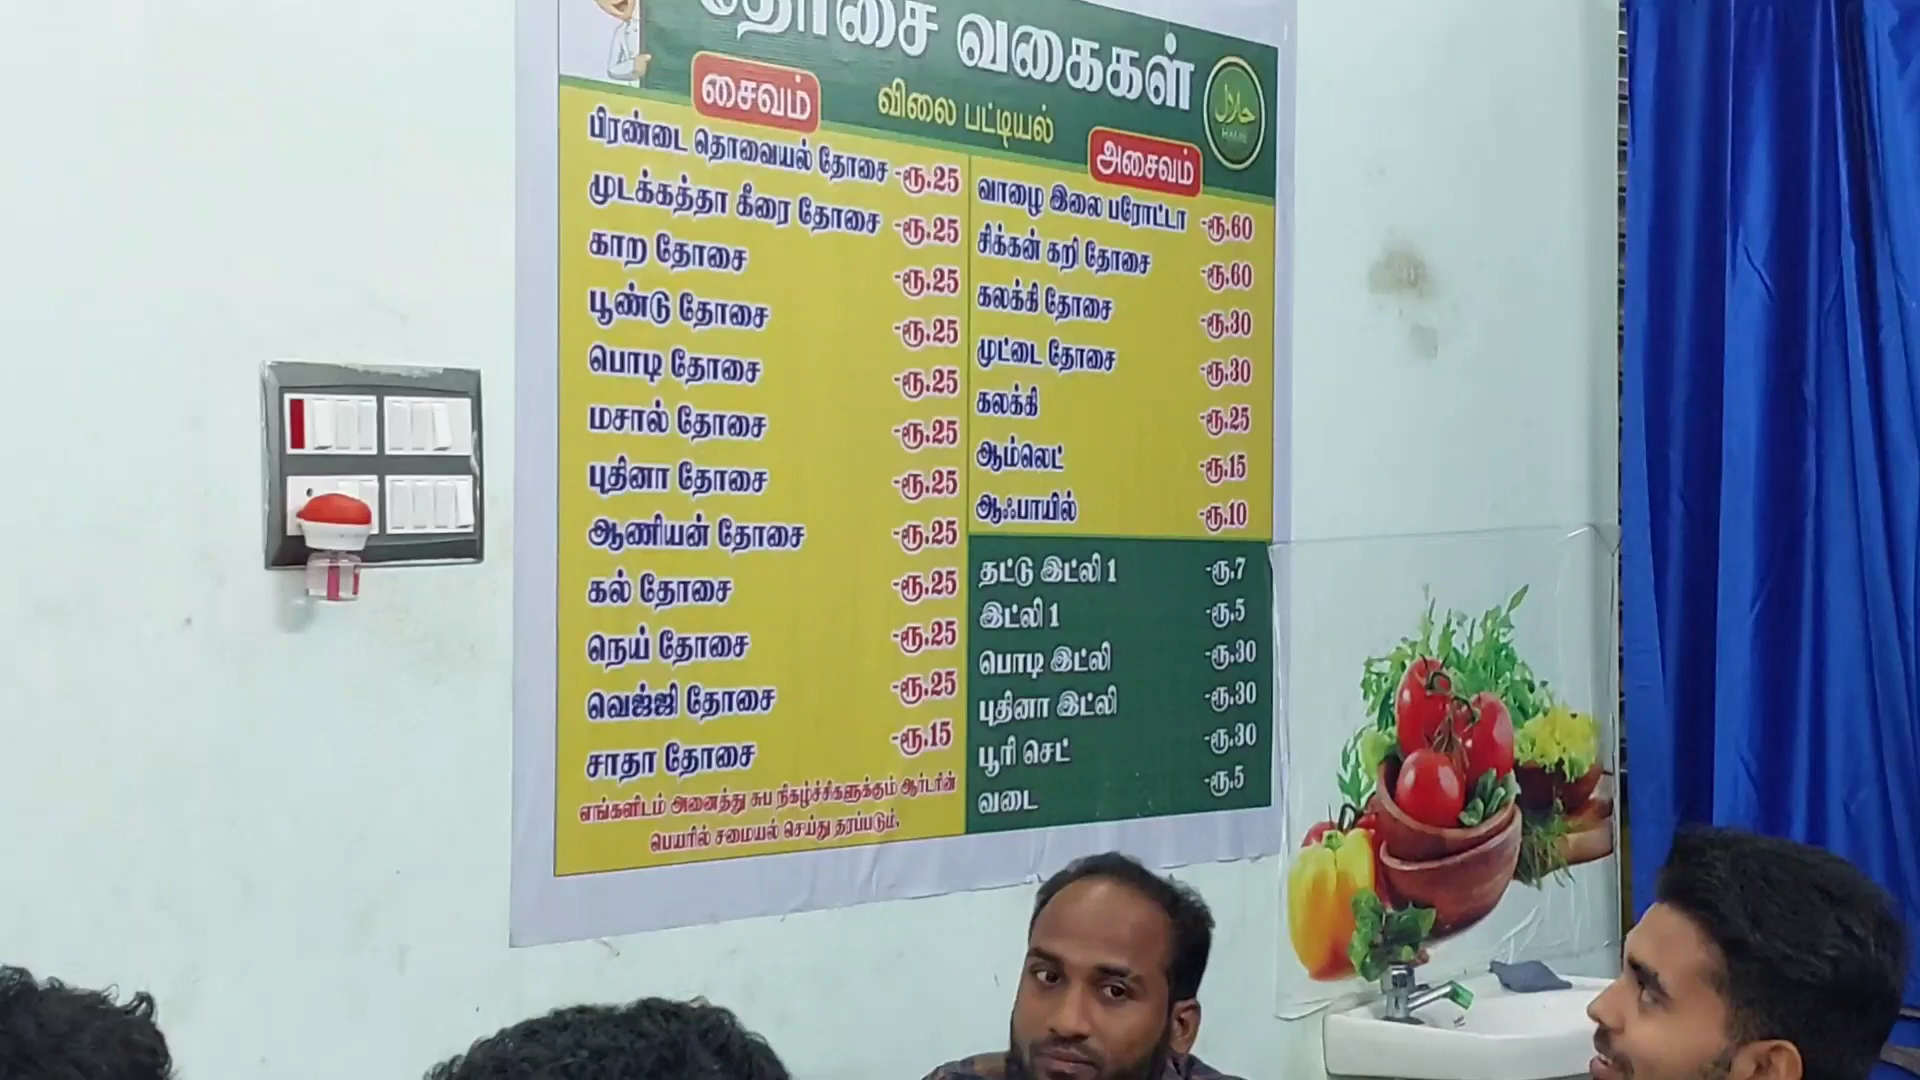 தோசை வகைகள்
விலை பட்டியல்
حلال
HALAL
சைவம்
பிரண்டை தொவையல் தோசை -ரூ.25
முடக்கத்தா கீரை தோசை -ரூ.25
கார தோசை -ரூ.25
பூண்டு தோசை -ரூ.25
பொடி தோசை -ரூ.25
மசால் தோசை -ரூ.25
புதினா தோசை -ரூ.25
ஆணியன் தோசை -ரூ.25
கல் தோசை -ரூ.25
நெய் தோசை -ரூ.25
வெஜ்ஜி தோசை -ரூ.25
சாதா தோசை -ரூ.15
எங்களிடம் அனைத்து சுப நிகழ்ச்சிகளுக்கும் ஆர்டரின்
பெயரில் சமையல் செய்து தரப்படும்.
அசைவம்
வாழை இலை பரோட்டா -ரூ.60
சிக்கன் கறி தோசை -ரூ.60
கலக்கி தோசை -ரூ.30
முட்டை தோசை -ரூ.30
கலக்கி -ரூ.25
ஆம்லெட் -ரூ.15
ஆஃபாயில் -ரூ.10
தட்டு இட்லி 1 -ரூ.7
இட்லி 1 -ரூ.5
பொடி இட்லி -ரூ.30
புதினா இட்லி -ரூ.30
பூரி செட் -ரூ.30
வடை -ரூ.5